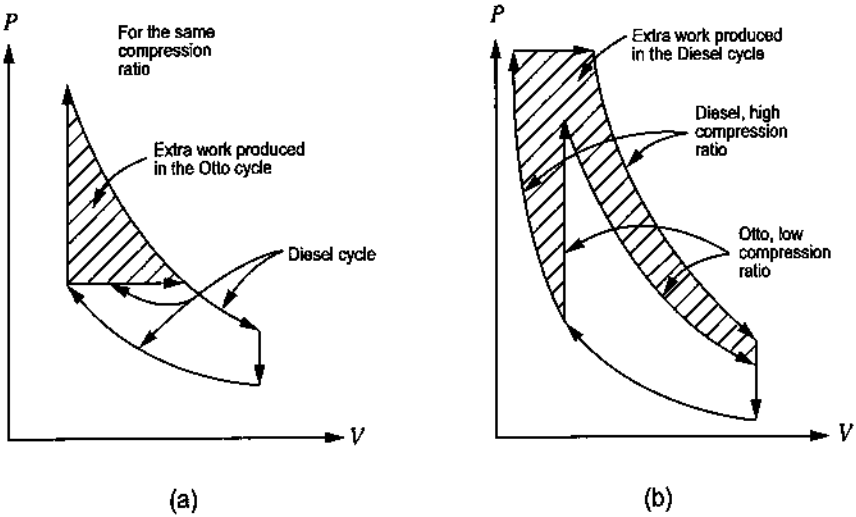 P
For the same
compression
ratio
Extra work produced
in the Otto cycle
Diesel cycle
V
(a)
P
Extra work produced
in the Diesel cycle
Diesel, high
compression
ratio
Otto, low
compression
ratio
V
(b)